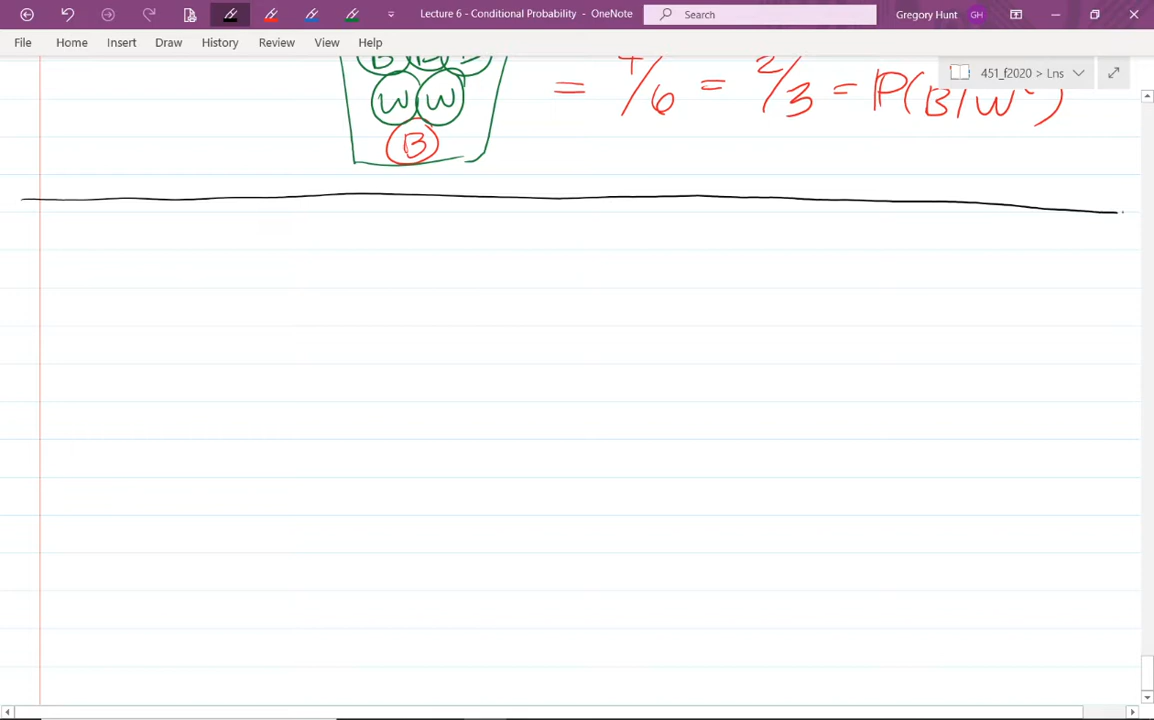 Lecture 6 - Conditional Probability - OneNote
Search
Gregory Hunt
GH
File Home Insert Draw History Review View Help
451_f2020 > Lns
B
= 4/6 = 2/3 = P(B|W
W W
B